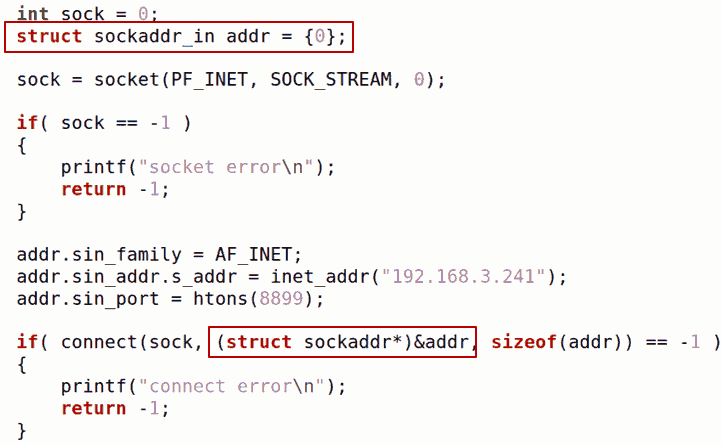 int sock = 0;
struct sockaddr_in addr = {0};
sock = socket(PF_INET, SOCK_STREAM, 0);
if( sock == -1 )
{
    printf("socket error\n");
    return -1;
}
addr.sin_family = AF_INET;
addr.sin_addr.s_addr = inet_addr("192.168.3.241");
addr.sin_port = htons(8899);
if( connect(sock, (struct sockaddr*)&addr, sizeof(addr)) == -1 )
{
    printf("connect error\n");
    return -1;
}